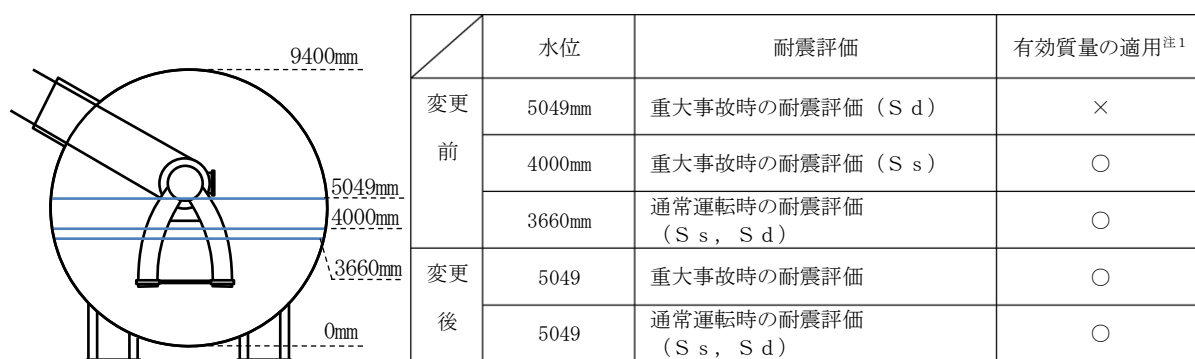 9400mm
5049mm
4000mm
3660mm
0mm
水位 耐震評価 有効質量の適用注1
変更前
5049mm 重大事故時の耐震評価（Ｓｄ） ×
4000mm 重大事故時の耐震評価（Ｓｓ） ○
3660mm 通常運転時の耐震評価
（Ｓｓ，Ｓｄ） ○
変更後
5049 重大事故時の耐震評価 ○
5049 通常運転時の耐震評価
（Ｓｓ，Ｓｄ） ○